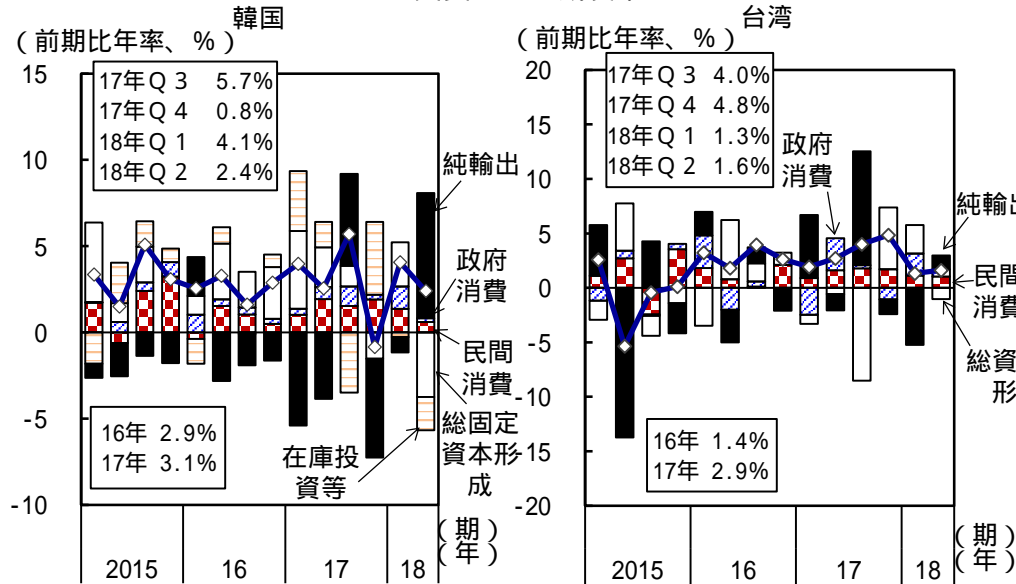 韓国
(前期比年率、%)
15
10
5
0
-5
-10
17年Q3 5.7%
17年Q4 0.8%
18年Q1 4.1%
18年Q2 2.4%
16年 2.9%
17年 3.1%
純輸出
政府
消費
民間
消費
総固定
資本形
成
在庫投
資等
2015
16
17
18
(期)
(年)
台湾
(前期比年率、%)
20
15
10
5
0
-5
-10
-15
-20
17年Q3 4.0%
17年Q4 4.8%
18年Q1 1.3%
18年Q2 1.6%
16年 1.4%
17年 2.9%
政府
消費
純輸出
民間
消費
総資
形
2015
16
17
18
(期)
(年)